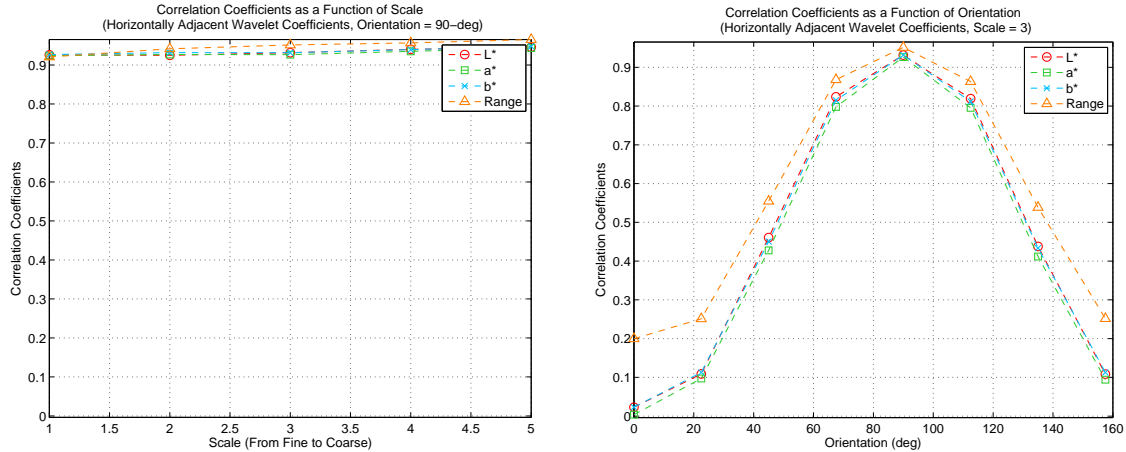 Correlation Coefficients as a Function of Scale
(Horizontally Adjacent Wavelet Coefficients, Orientation = 90−deg)
Correlation Coefficients
0.9
0.8
0.7
0.6
0.5
0.4
0.3
0.2
0.1
0
1
1.5
2
2.5
3
3.5
4
4.5
5
Scale (From Fine to Coarse)
L*
a*
b*
Range
Correlation Coefficients as a Function of Orientation
(Horizontally Adjacent Wavelet Coefficients, Scale = 3)
Correlation Coefficients
0.9
0.8
0.7
0.6
0.5
0.4
0.3
0.2
0.1
0
0
20
40
60
80
100
120
140
160
Orientation (deg)
L*
a*
b*
Range